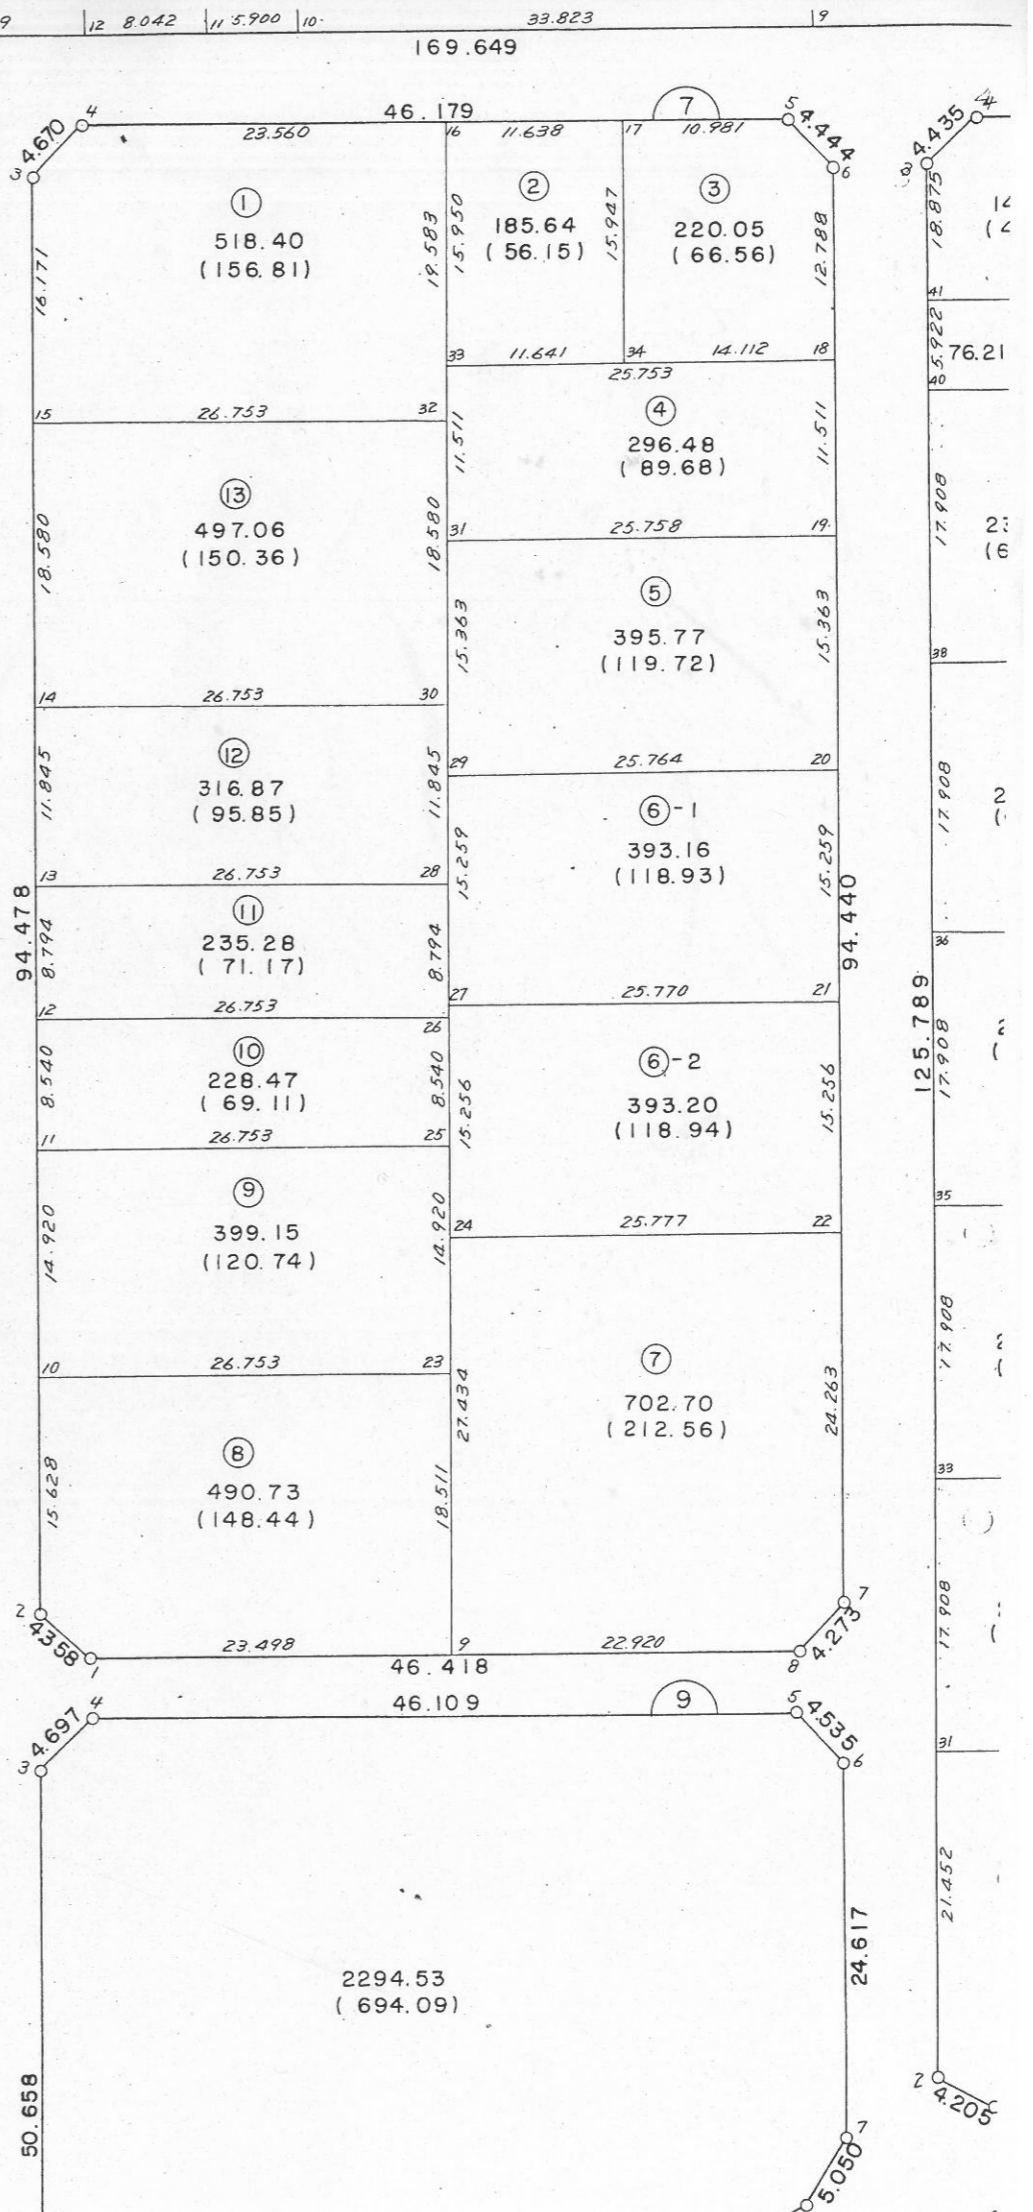 9 12 8.042 11 5.900 10 33.823 9
169.649
4 46.179 7 5
4.670 23.560 16 11.638 17 10.981 4.444
3 6
① 518.40 (156.81)
16.171 19.583 15.950
② 185.64 (56.15)
15.947
③ 220.05 (66.56)
12.788
33 11.641 34 14.112 18
25.753
15 26.753 32
④ 296.48 (89.68)
11.511 11.511
⑬ 497.06 (150.36)
18.580 18.580
31 25.758 19
⑤ 395.77 (119.72)
15.363 15.363
14 26.753 30
⑫ 316.87 (95.85)
11.845 11.845
29 25.764 20
⑥-1 393.16 (118.93)
15.259 15.259
13 26.753 28
94.478 94.440
⑪ 235.28 (71.17)
8.794 8.794
27 25.770 21
12 26.753 26
⑩ 228.47 (69.11)
8.540 8.540
⑥-2 393.20 (118.94)
15.256 15.256
11 26.753 25
⑨ 399.15 (120.74)
14.920 14.920
24 25.777 22
10 26.753 23
⑦ 702.70 (212.56)
27.434 24.263
⑧ 490.73 (148.44)
15.628 18.511
2 4.358 1 23.498 9 22.920 8 4.273 7
46.418
4 46.109 9 5
4.697 4.535
3 6
2294.53
(694.09)
50.658 24.617
7
5.050
4
4.435
3
18.875
41
5.922 76.21
40
17.908
38
17.908
36
125.789
17.908
35
17.908
33
17.908
31
21.452
2
4.205